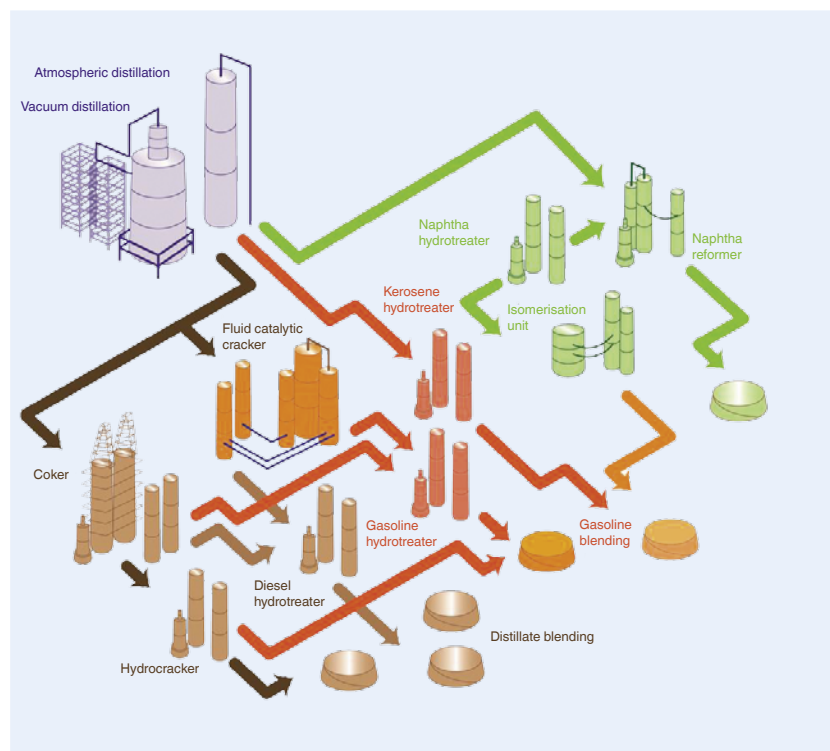 Atmospheric distillation
Vacuum distillation
Naphtha
hydrotreater
Naphtha
reformer
Kerosene
hydrotreater
Isomerisation
unit
Fluid catalytic
cracker
Coker
Gasoline
hydrotreater
Gasoline
blending
Diesel
hydrotreater
Distillate blending
Hydrocracker